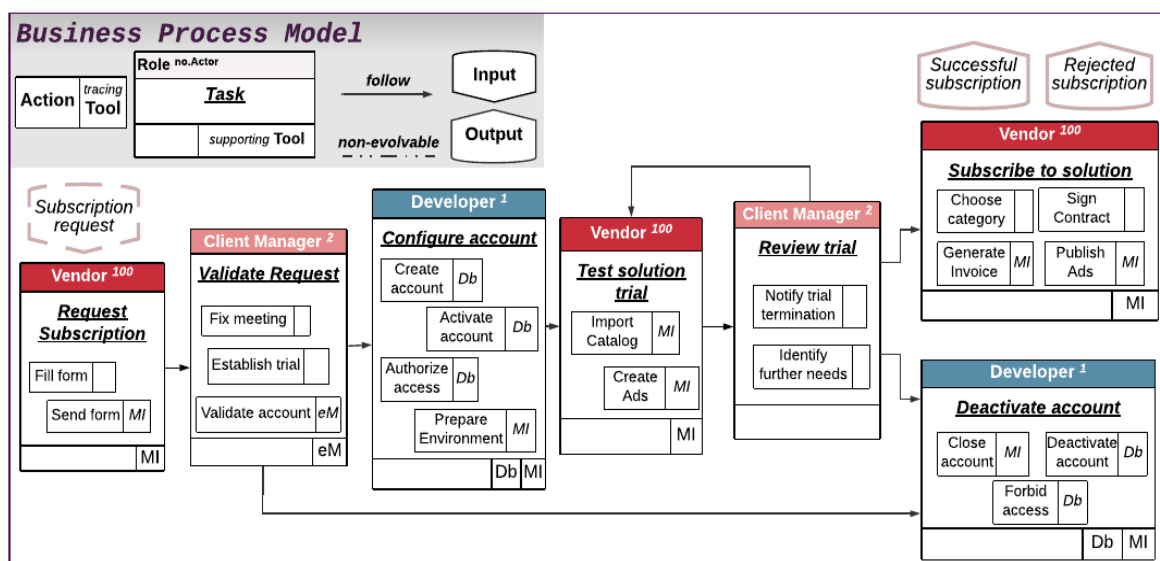 Business Process Model
Action
tracing
Tool
Role no.Actor
Task
supporting Tool
follow
non-evolvable
Input
Output
Subscription
request
Vendor 100
Request
Subscription
Fill form
Send form MI
MI
Client Manager 2
Validate Request
Fix meeting
Establish trial
Validate account eM
eM
Developer 1
Configure account
Create
account Db
Activate
account Db
Authorize
access Db
Prepare
Environment MI
Db MI
Vendor 100
Test solution
trial
Import
Catalog MI
Create
Ads MI
MI
Client Manager 2
Review trial
Notify trial
termination
Identify
further needs
Successful
subscription
Rejected
subscription
Vendor 100
Subscribe to solution
Choose
category
Sign
Contract
Generate
Invoice MI
Publish
Ads MI
MI
Developer 1
Deactivate account
Close
account MI
Deactivate
account Db
Forbid
access Db
Db MI